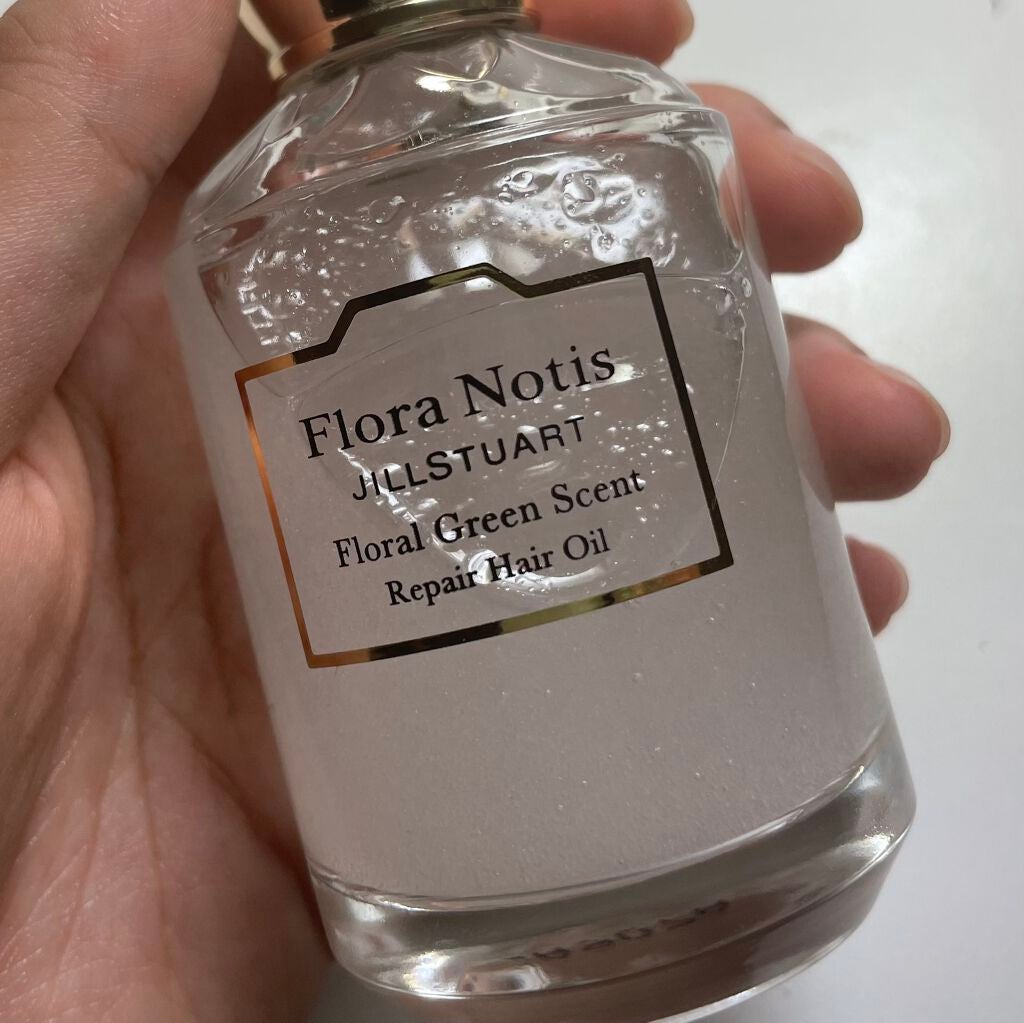 Flora Notis
JILLSTUART
Floral Green Scent
Repair Hair Oil